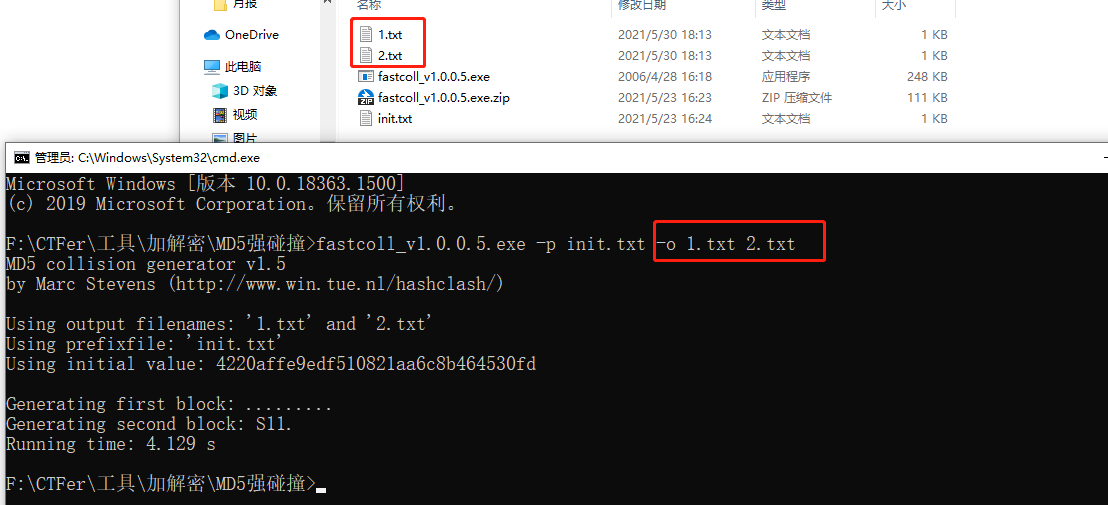 月报
OneDrive
此电脑
3D 对象
视频
图片
名称 修改日期 类型 大小
1.txt 2021/5/30 18:13 文本文档 1 KB
2.txt 2021/5/30 18:13 文本文档 1 KB
fastcoll_v1.0.0.5.exe 2006/4/28 16:18 应用程序 248 KB
fastcoll_v1.0.0.5.exe.zip 2021/5/23 16:23 ZIP 压缩文件 111 KB
init.txt 2021/5/23 16:24 文本文档 1 KB
管理员: C:\Windows\System32\cmd.exe
Microsoft Windows [版本 10.0.18363.1500]
(c) 2019 Microsoft Corporation。保留所有权利。
F:\CTFer\工具\加解密\MD5强碰撞>fastcoll_v1.0.0.5.exe -p init.txt -o 1.txt 2.txt
MD5 collision generator v1.5
by Marc Stevens (http://www.win.tue.nl/hashclash/)
Using output filenames: '1.txt' and '2.txt'
Using prefixfile: 'init.txt'
Using initial value: 4220affe9edf510821aa6c8b464530fd
Generating first block: .........
Generating second block: S11.
Running time: 4.129 s
F:\CTFer\工具\加解密\MD5强碰撞>